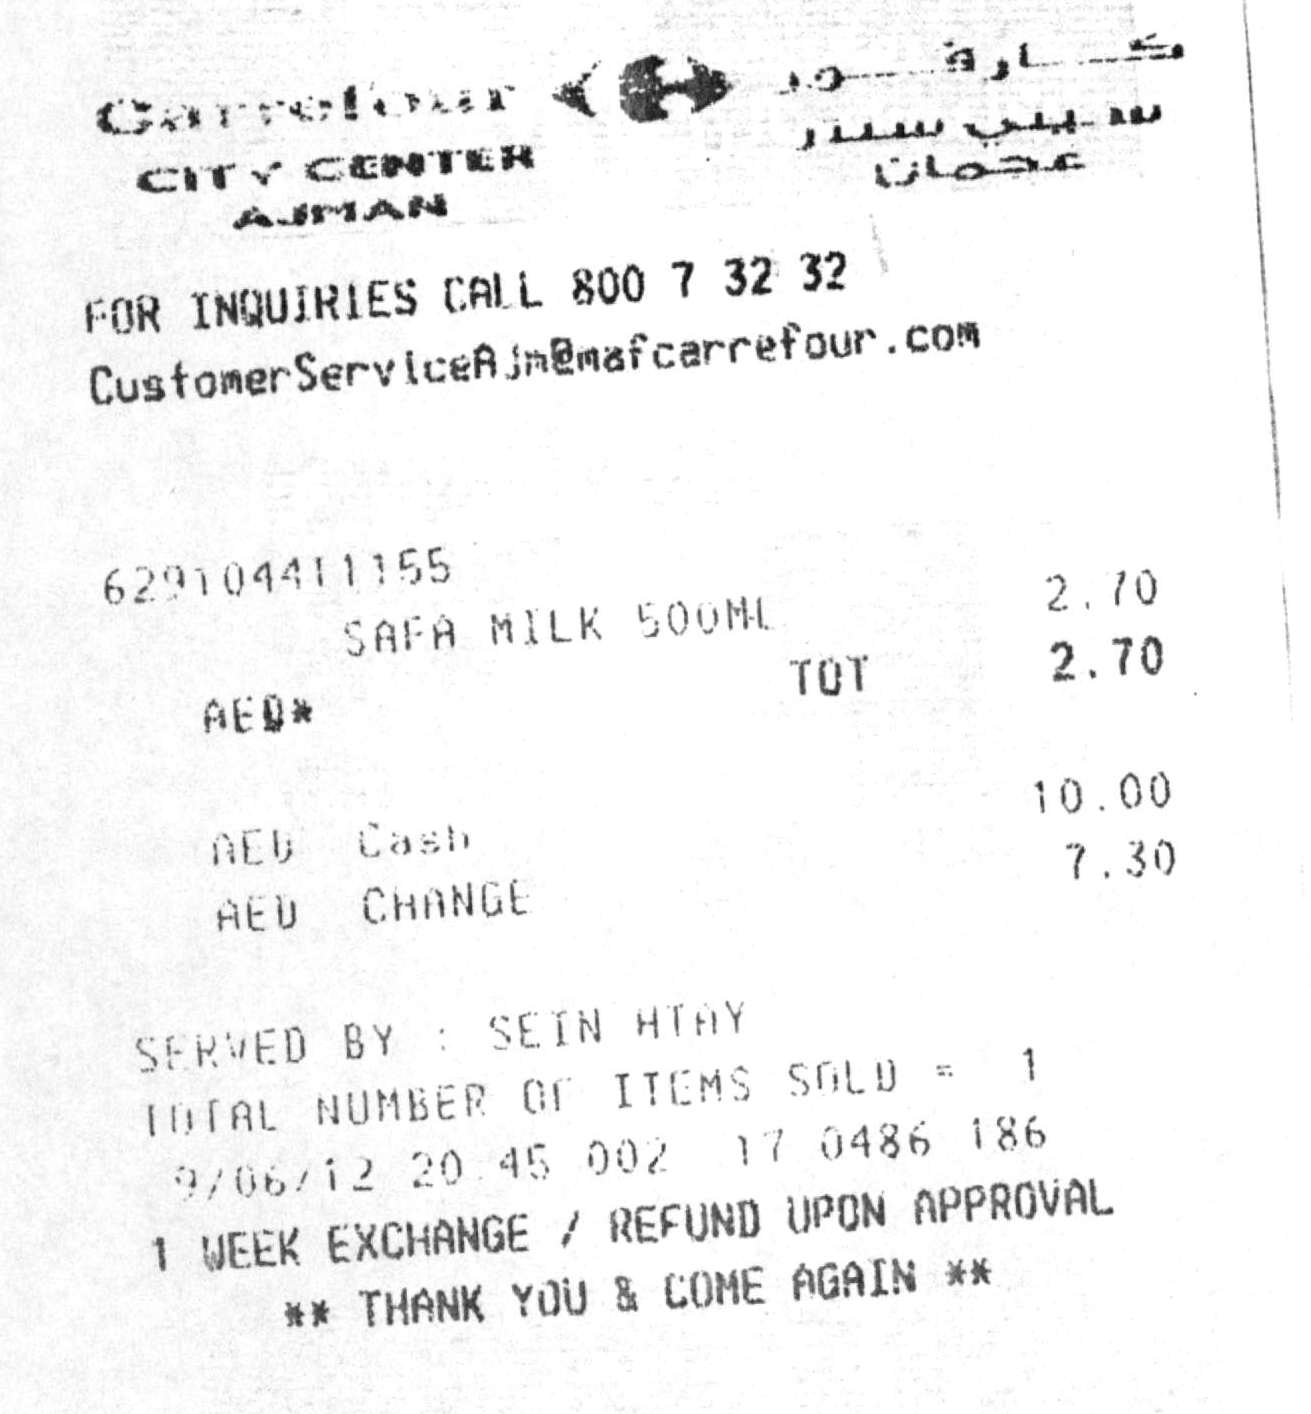 Carrefour كارفور
CITY CENTER سيتي سنتر
AJMAN عجمان
FOR INQUIRIES CALL 800 7 32 32
CustomerServiceAjm@mafcarrefour.com
629104411155
SAFA MILK 500ML 2.70
AED* TOT 2.70
AED Cash 10.00
AED CHANGE 7.30
SERVED BY : SEIN HTAY
TOTAL NUMBER OF ITEMS SOLD = 1
9/06/12 20:45 002 17 0486 186
1 WEEK EXCHANGE / REFUND UPON APPROVAL
** THANK YOU & COME AGAIN **